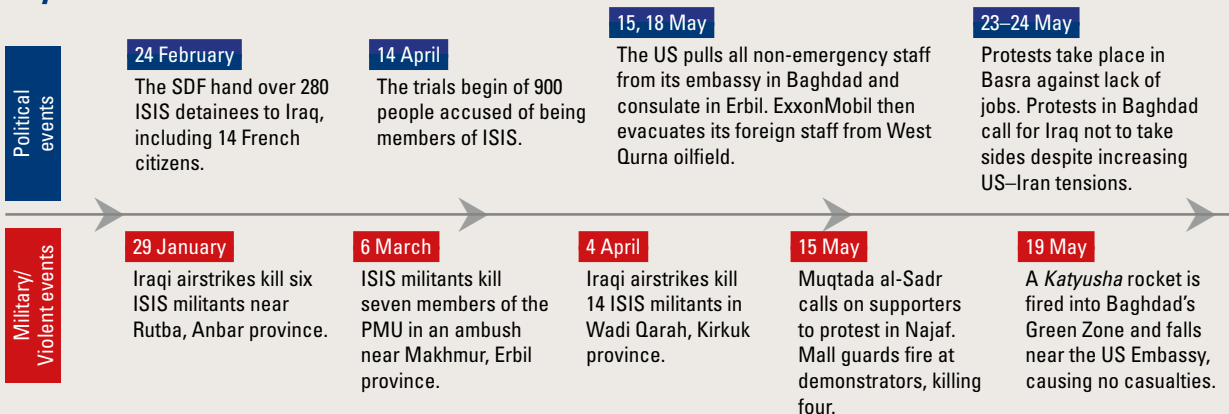 Political
events
24 February
The SDF hand over 280
ISIS detainees to Iraq,
including 14 French
citizens.
14 April
The trials begin of 900
people accused of being
members of ISIS.
15, 18 May
The US pulls all non-emergency staff
from its embassy in Baghdad and
consulate in Erbil. ExxonMobil then
evacuates its foreign staff from West
Qurna oilfield.
23–24 May
Protests take place in
Basra against lack of
jobs. Protests in Baghdad
call for Iraq not to take
sides despite increasing
US–Iran tensions.
Military/
Violent events
29 January
Iraqi airstrikes kill six
ISIS militants near
Rutba, Anbar province.
6 March
ISIS militants kill
seven members of the
PMU in an ambush
near Makhmur, Erbil
province.
4 April
Iraqi airstrikes kill
14 ISIS militants in
Wadi Qarah, Kirkuk
province.
15 May
Muqtada al-Sadr
calls on supporters
to protest in Najaf.
Mall guards fire at
demonstrators, killing
four.
19 May
A Katyusha rocket is
fired into Baghdad's
Green Zone and falls
near the US Embassy,
causing no casualties.